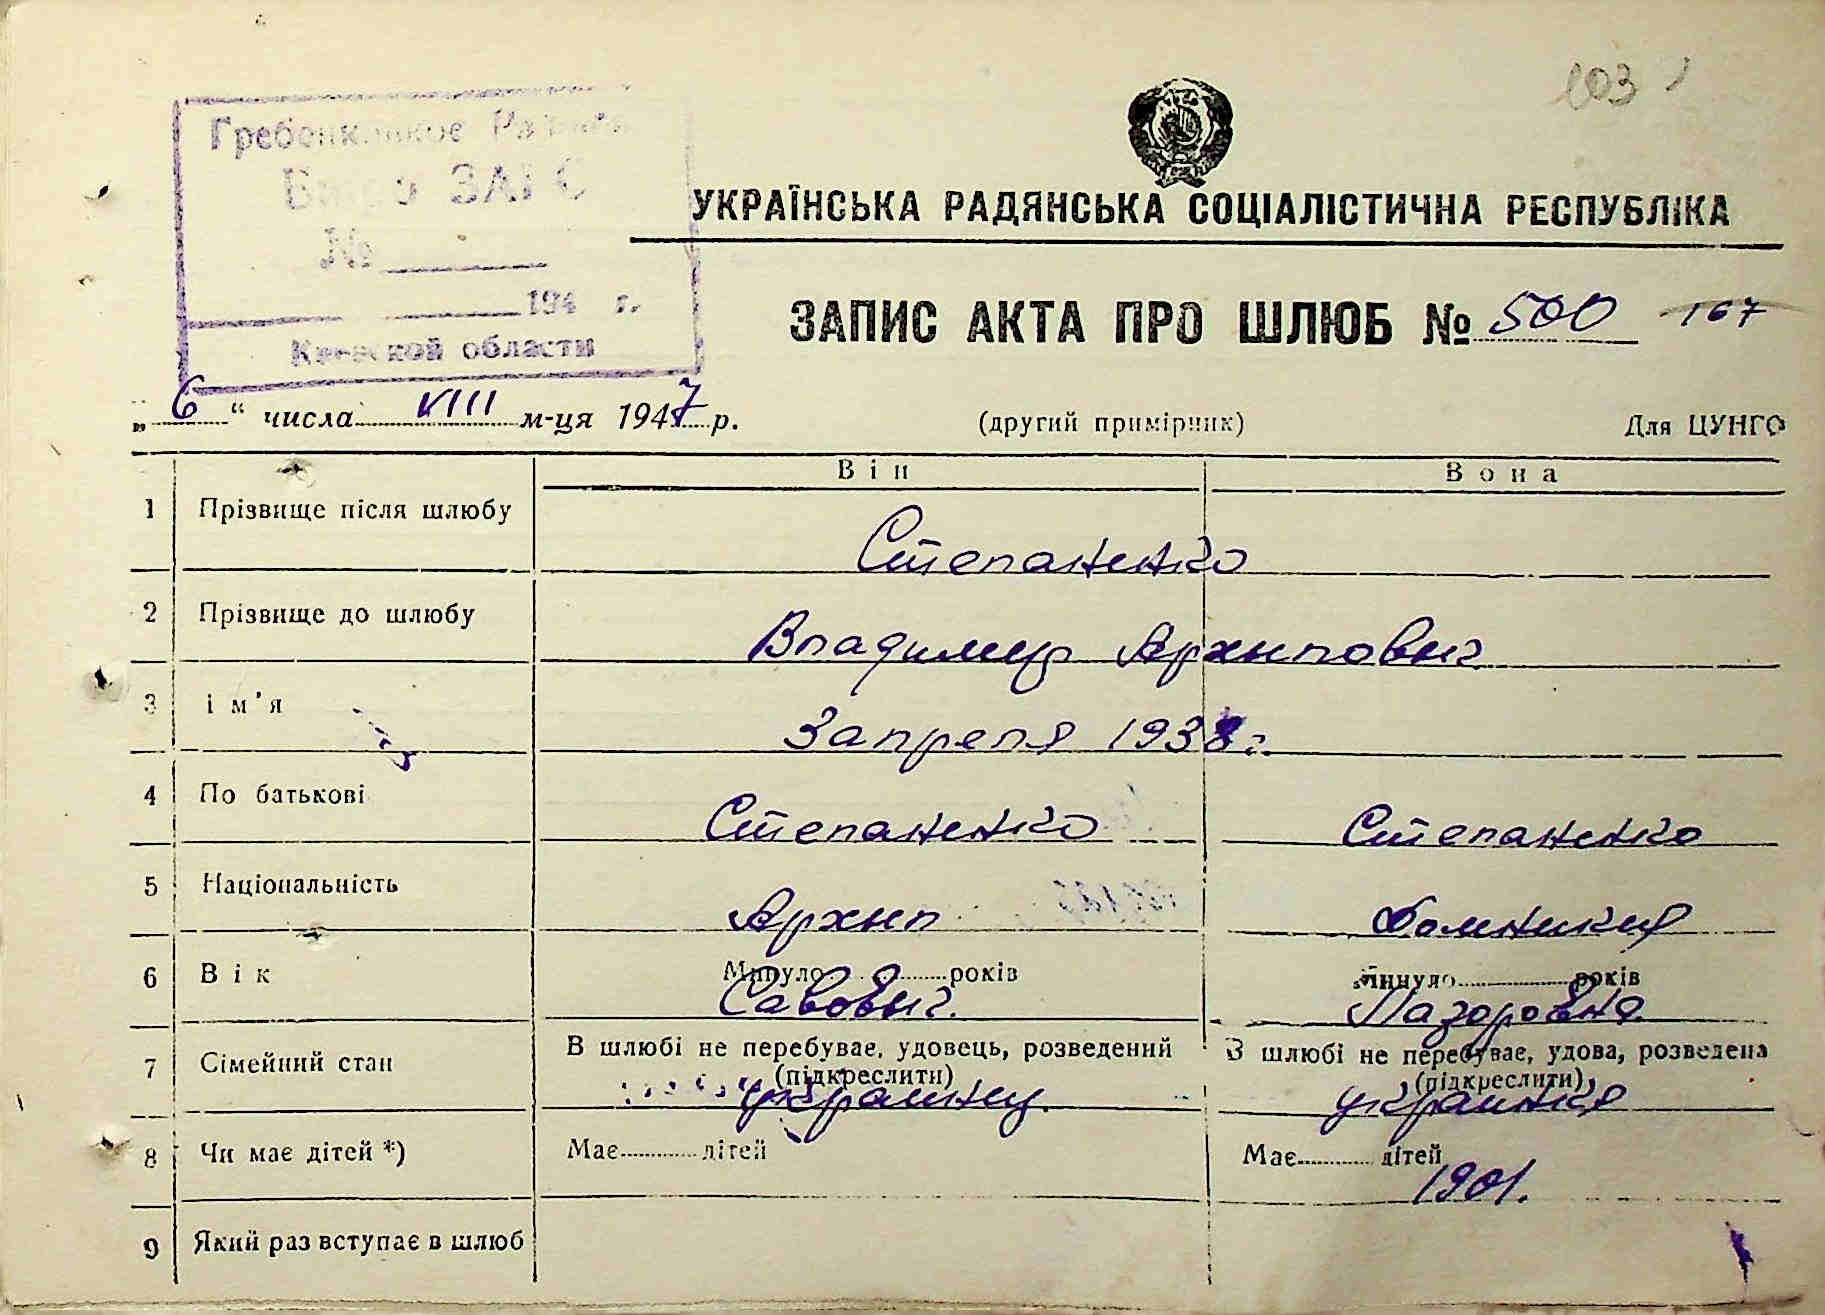 103
Гребенковское Районное
Бюро ЗАГС
№
194 г.
Киевской области
УКРАЇНСЬКА РАДЯНСЬКА СОЦІАЛІСТИЧНА РЕСПУБЛІКА
ЗАПИС АКТА ПРО ШЛЮБ № 500 167
„6“ числа VIII м-ця 1947 р.
(другий примірник)
Для ЦУНГО
Він Вона
1 Прізвище після шлюбу Степаненко
2 Прізвище до шлюбу Владимир Архипович
3 ім'я 3 апреля 1938 г.
4 По батькові Степаненко Степаненко
5 Національність Архип Домникия
6 Вік Минуло років Минуло років
Савович. Лазоровна
7 Сімейний стан В шлюбі не перебуває, удовець, розведений В шлюбі не перебуває, удова, розведена
(підкреслити) (підкреслити)
украинец украинка
8 Чи має дітей *) Має дітей Має дітей
1901.
9 Який раз вступає в шлюб